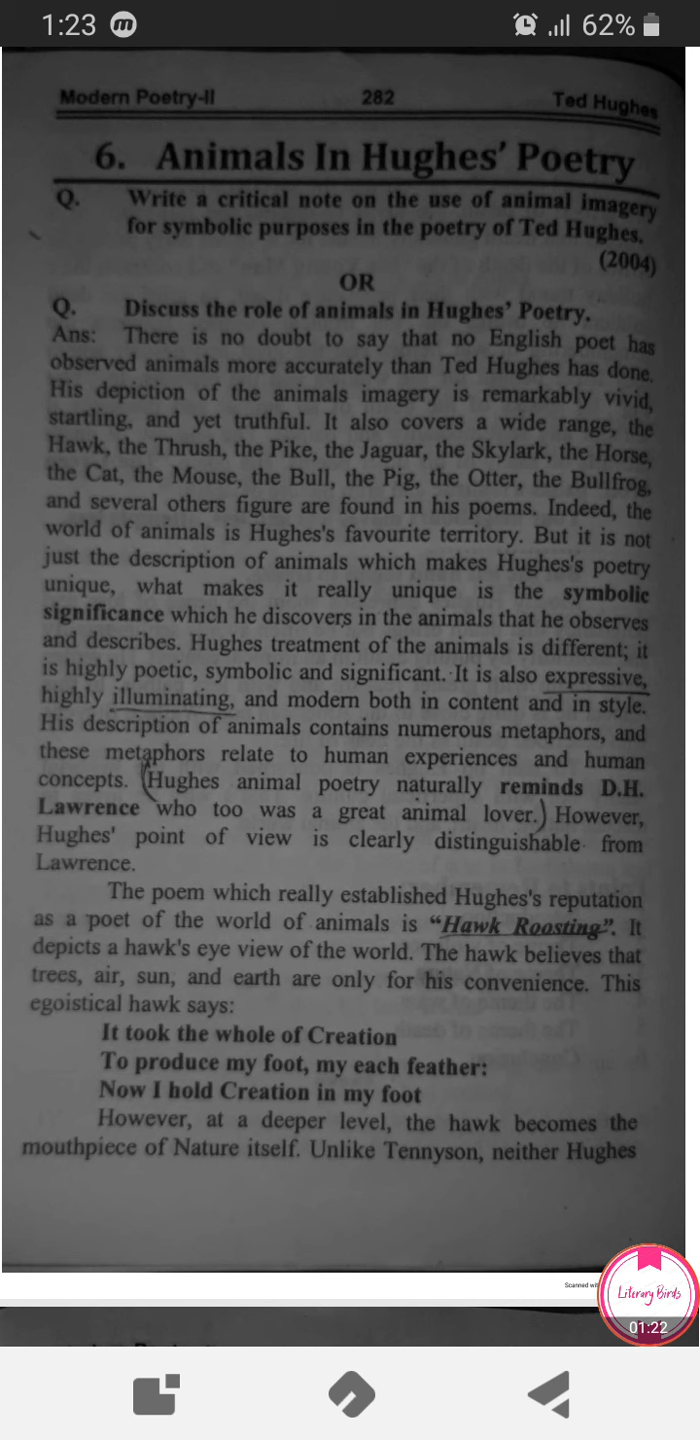 1:23 m 62%
Modern Poetry-II 282 Ted Hughes
6. Animals In Hughes' Poetry
Q. Write a critical note on the use of animal imagery
for symbolic purposes in the poetry of Ted Hughes.
(2004)
OR
Q. Discuss the role of animals in Hughes' Poetry.
Ans: There is no doubt to say that no English poet has
observed animals more accurately than Ted Hughes has done.
His depiction of the animals imagery is remarkably vivid,
startling, and yet truthful. It also covers a wide range, the
Hawk, the Thrush, the Pike, the Jaguar, the Skylark, the Horse,
the Cat, the Mouse, the Bull, the Pig, the Otter, the Bullfrog,
and several others figure are found in his poems. Indeed, the
world of animals is Hughes's favourite territory. But it is not
just the description of animals which makes Hughes's poetry
unique, what makes it really unique is the symbolic
significance which he discovers in the animals that he observes
and describes. Hughes treatment of the animals is different; it
is highly poetic, symbolic and significant. It is also expressive,
highly illuminating, and modern both in content and in style.
His description of animals contains numerous metaphors, and
these metaphors relate to human experiences and human
concepts. (Hughes animal poetry naturally reminds D.H.
Lawrence who too was a great animal lover.) However,
Hughes' point of view is clearly distinguishable from
Lawrence.
The poem which really established Hughes's reputation
as a poet of the world of animals is "Hawk Roosting". It
depicts a hawk's eye view of the world. The hawk believes that
trees, air, sun, and earth are only for his convenience. This
egoistical hawk says:
It took the whole of Creation
To produce my foot, my each feather:
Now I hold Creation in my foot
However, at a deeper level, the hawk becomes the
mouthpiece of Nature itself. Unlike Tennyson, neither Hughes
Scanned
Literary Birds
01:22